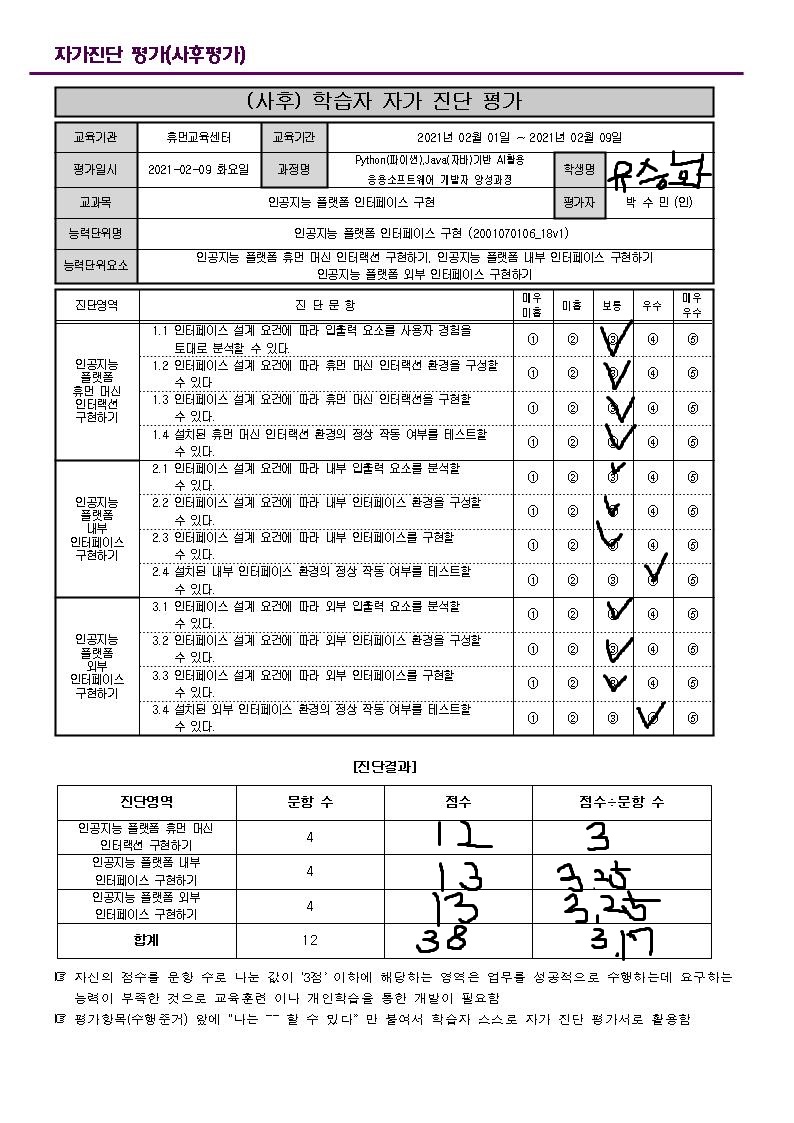 자가진단 평가(사후평가)
(사후) 학습자 자가 진단 평가
교육기관 휴먼교육센터 교육기간 2021년 02월 01일 ~ 2021년 02월 09일
평가일시 2021-02-09 화요일 과정명 Python(파이썬),Java(자바)기반 AI활용 응용소프트웨어 개발자 양성과정 학생명 유승학
교과목 인공지능 플랫폼 인터페이스 구현 평가자 박 수 민 (인)
능력단위명 인공지능 플랫폼 인터페이스 구현 (2001070106_18v1)
능력단위요소 인공지능 플랫폼 휴먼 머신 인터랙션 구현하기, 인공지능 플랫폼 내부 인터페이스 구현하기
인공지능 플랫폼 외부 인터페이스 구현하기
진단영역 진 단 문 항 매우 미흡 미흡 보통 우수 매우 우수
인공지능 플랫폼 휴먼 머신 인터랙션 구현하기
1.1 인터페이스 설계 요건에 따라 입출력 요소를 사용자 경험을
토대로 분석할 수 있다. ① ② ③ ④ ⑤
1.2 인터페이스 설계 요건에 따라 휴먼 머신 인터랙션 환경을 구성할
수 있다 ① ② ③ ④ ⑤
1.3 인터페이스 설계 요건에 따라 휴먼 머신 인터랙션을 구현할
수 있다. ① ② ③ ④ ⑤
1.4 설치된 휴먼 머신 인터랙션 환경의 정상 작동 여부를 테스트할
수 있다. ① ② ③ ④ ⑤
인공지능 플랫폼 내부 인터페이스 구현하기
2.1 인터페이스 설계 요건에 따라 내부 입출력 요소를 분석할
수 있다. ① ② ③ ④ ⑤
2.2 인터페이스 설계 요건에 따라 내부 인터페이스 환경을 구성할
수 있다. ① ② ③ ④ ⑤
2.3 인터페이스 설계 요건에 따라 내부 인터페이스를 구현할
수 있다. ① ② ③ ④ ⑤
2.4 설치된 내부 인터페이스 환경의 정상 작동 여부를 테스트할
수 있다. ① ② ③ ④ ⑤
인공지능 플랫폼 외부 인터페이스 구현하기
3.1 인터페이스 설계 요건에 따라 외부 입출력 요소를 분석할
수 있다. ① ② ③ ④ ⑤
3.2 인터페이스 설계 요건에 따라 외부 인터페이스 환경을 구성할
수 있다. ① ② ③ ④ ⑤
3.3 인터페이스 설계 요건에 따라 외부 인터페이스를 구현할
수 있다. ① ② ③ ④ ⑤
3.4 설치된 외부 인터페이스 환경의 정상 작동 여부를 테스트할
수 있다. ① ② ③ ④ ⑤
[진단결과]
진단영역 문항 수 점수 점수÷문항 수
인공지능 플랫폼 휴먼 머신 인터랙션 구현하기 4 12 3
인공지능 플랫폼 내부 인터페이스 구현하기 4 13 3.25
인공지능 플랫폼 외부 인터페이스 구현하기 4 13 3.25
합계 12 38 3.17
☞ 자신의 점수를 문항 수로 나눈 값이 '3점' 이하에 해당하는 영역은 업무를 성공적으로 수행하는데 요구하는
능력이 부족한 것으로 교육훈련 이나 개인학습을 통한 개발이 필요함
☞ 평가항목(수행준거) 앞에 "나는 ~~ 할 수 있다" 만 붙여서 학습자 스스로 자가 진단 평가서로 활용함